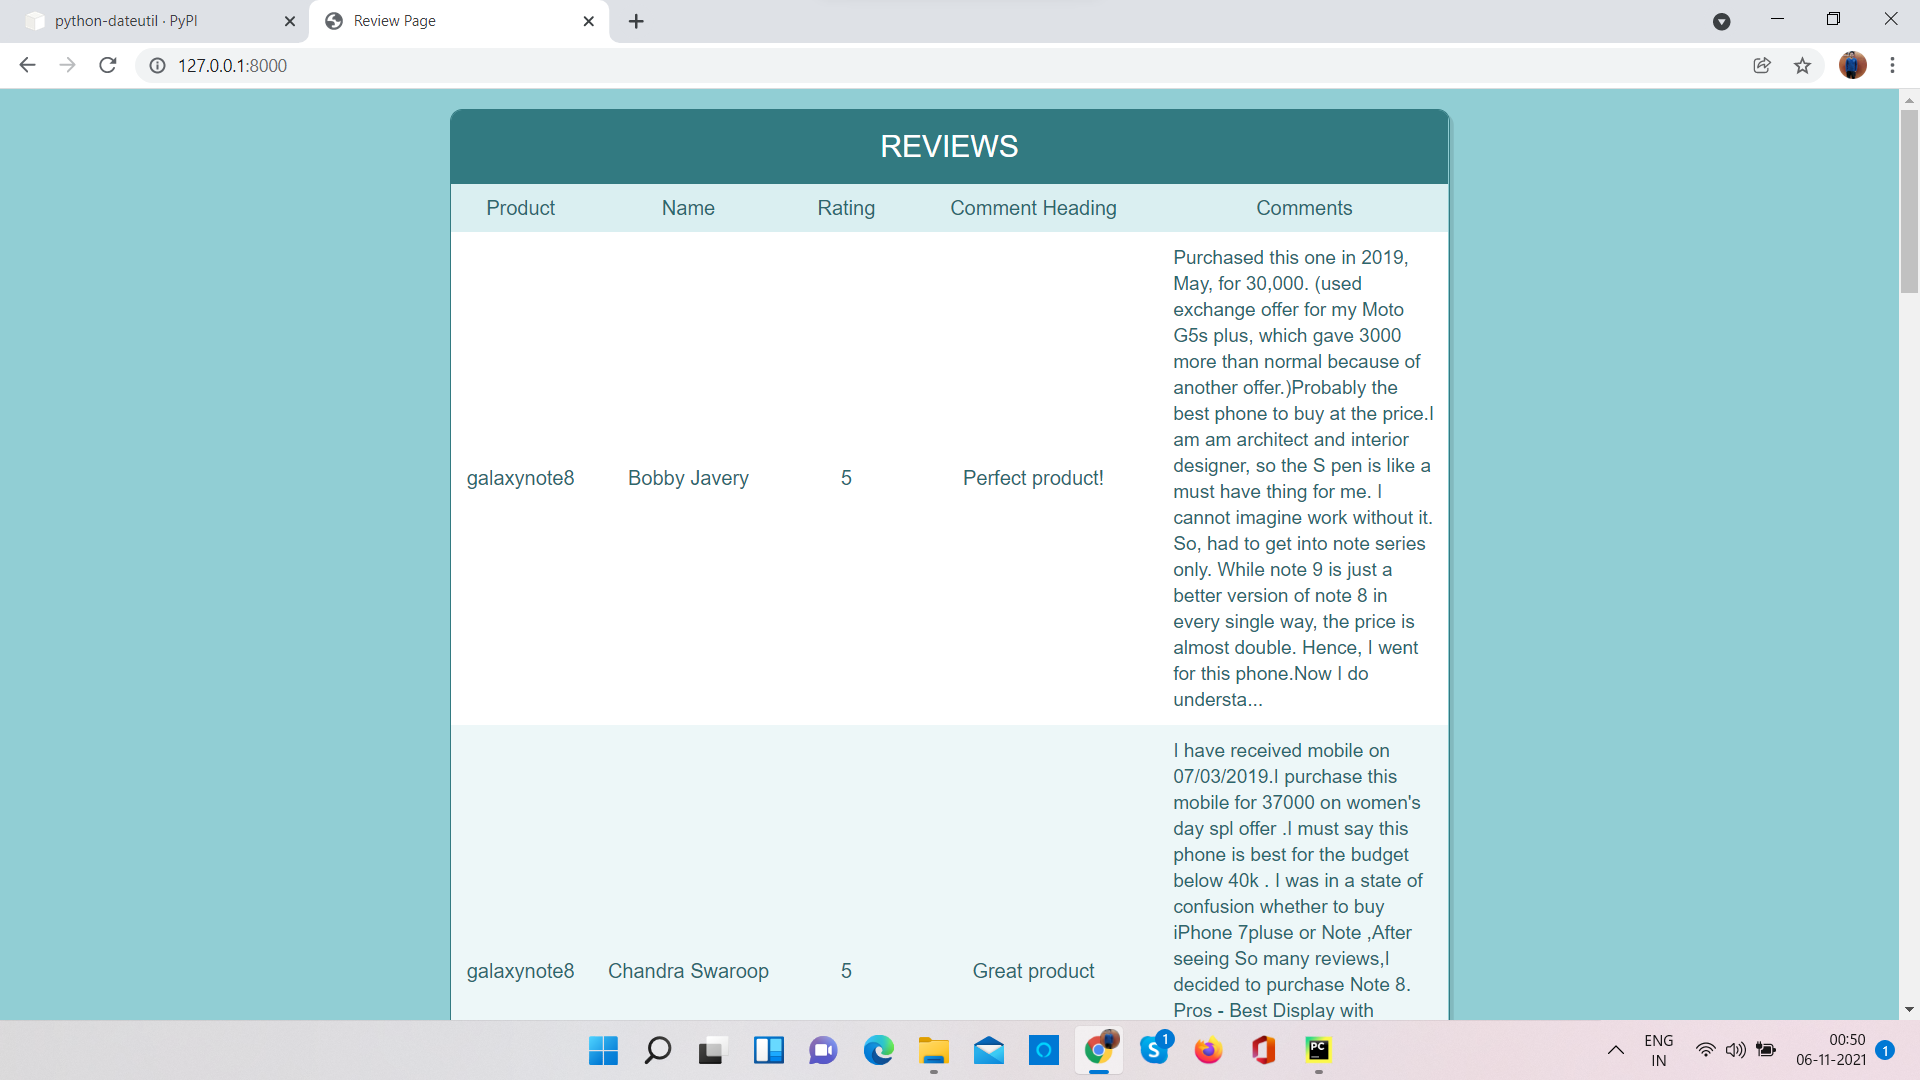 python-dateutil · PyPI
Review Page
127.0.0.1:8000
REVIEWS
Product Name Rating Comment Heading Comments
Purchased this one in 2019,
May, for 30,000. (used
exchange offer for my Moto
G5s plus, which gave 3000
more than normal because of
another offer.)Probably the
best phone to buy at the price.I
am am architect and interior
designer, so the S pen is like a
must have thing for me. I
cannot imagine work without it.
So, had to get into note series
only. While note 9 is just a
better version of note 8 in
every single way, the price is
almost double. Hence, I went
for this phone.Now I do
understa...
galaxynote8 Bobby Javery 5 Perfect product!
I have received mobile on
07/03/2019.I purchase this
mobile for 37000 on women's
day spl offer .I must say this
phone is best for the budget
below 40k . I was in a state of
confusion whether to buy
iPhone 7pluse or Note ,After
seeing So many reviews,I
decided to purchase Note 8.
Pros - Best Display with
galaxynote8 Chandra Swaroop 5 Great product
S 1
PC
ENG
IN
00:50
06-11-2021
1